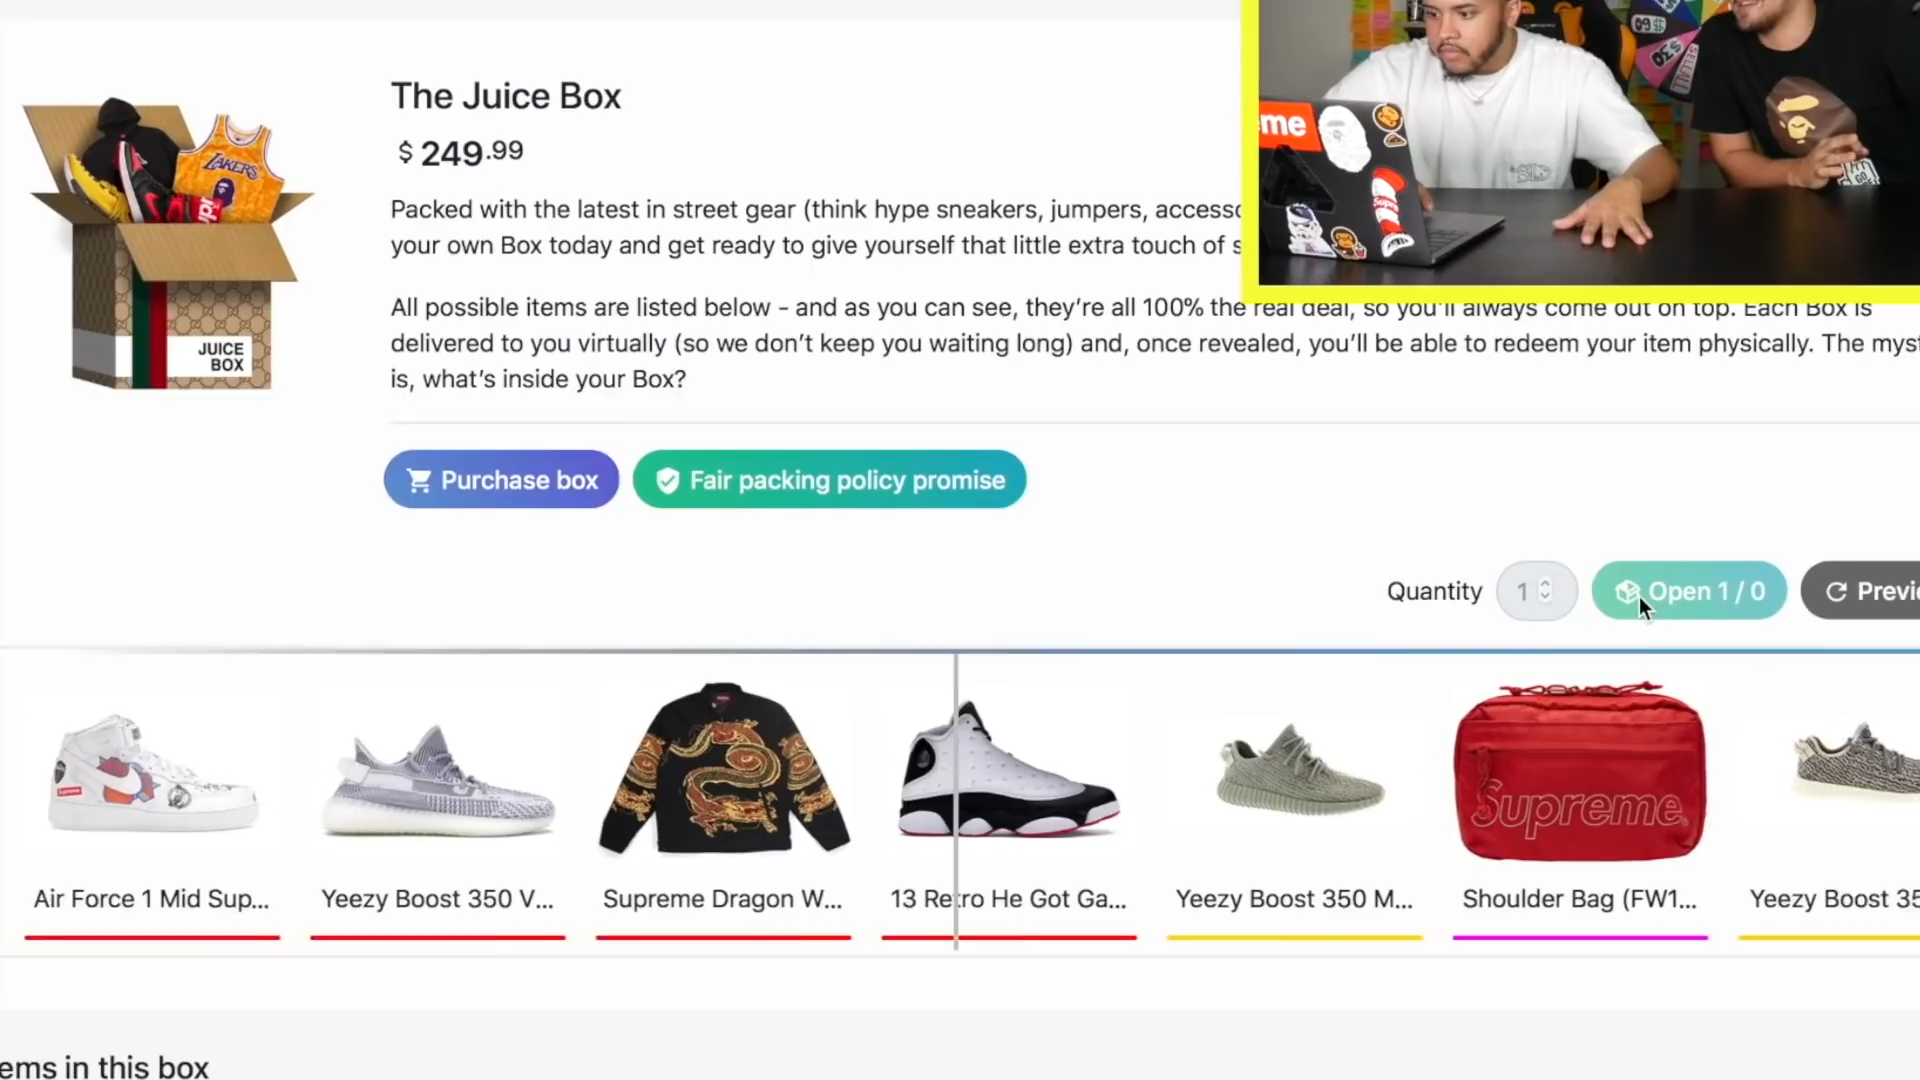 The Juice Box
$ 249.99
Packed with the latest in street gear (think hype sneakers, jumpers,
your own Box today and get ready to give yourself that little extra touch of
All possible items are listed below - and as you can see, they're all 100% the real deal, so you'll always come out on top. Each Box is
delivered to you virtually (so we don't keep you waiting long) and, once revealed, you'll be able to redeem your item physically. The
is, what's inside your Box?
LAKERS
JUICE
BOX
me
$09
$30
SELL ALL
Purchase box
Fair packing policy promise
Quantity
1
Open 1 / 0
Previ
Air Force 1 Mid Sup...
Yeezy Boost 350 V...
Supreme Dragon W...
13 Retro He Got Ga...
Yeezy Boost 350 M...
Supreme
Shoulder Bag (FW1...
Yeezy Boost 35
ems in this box